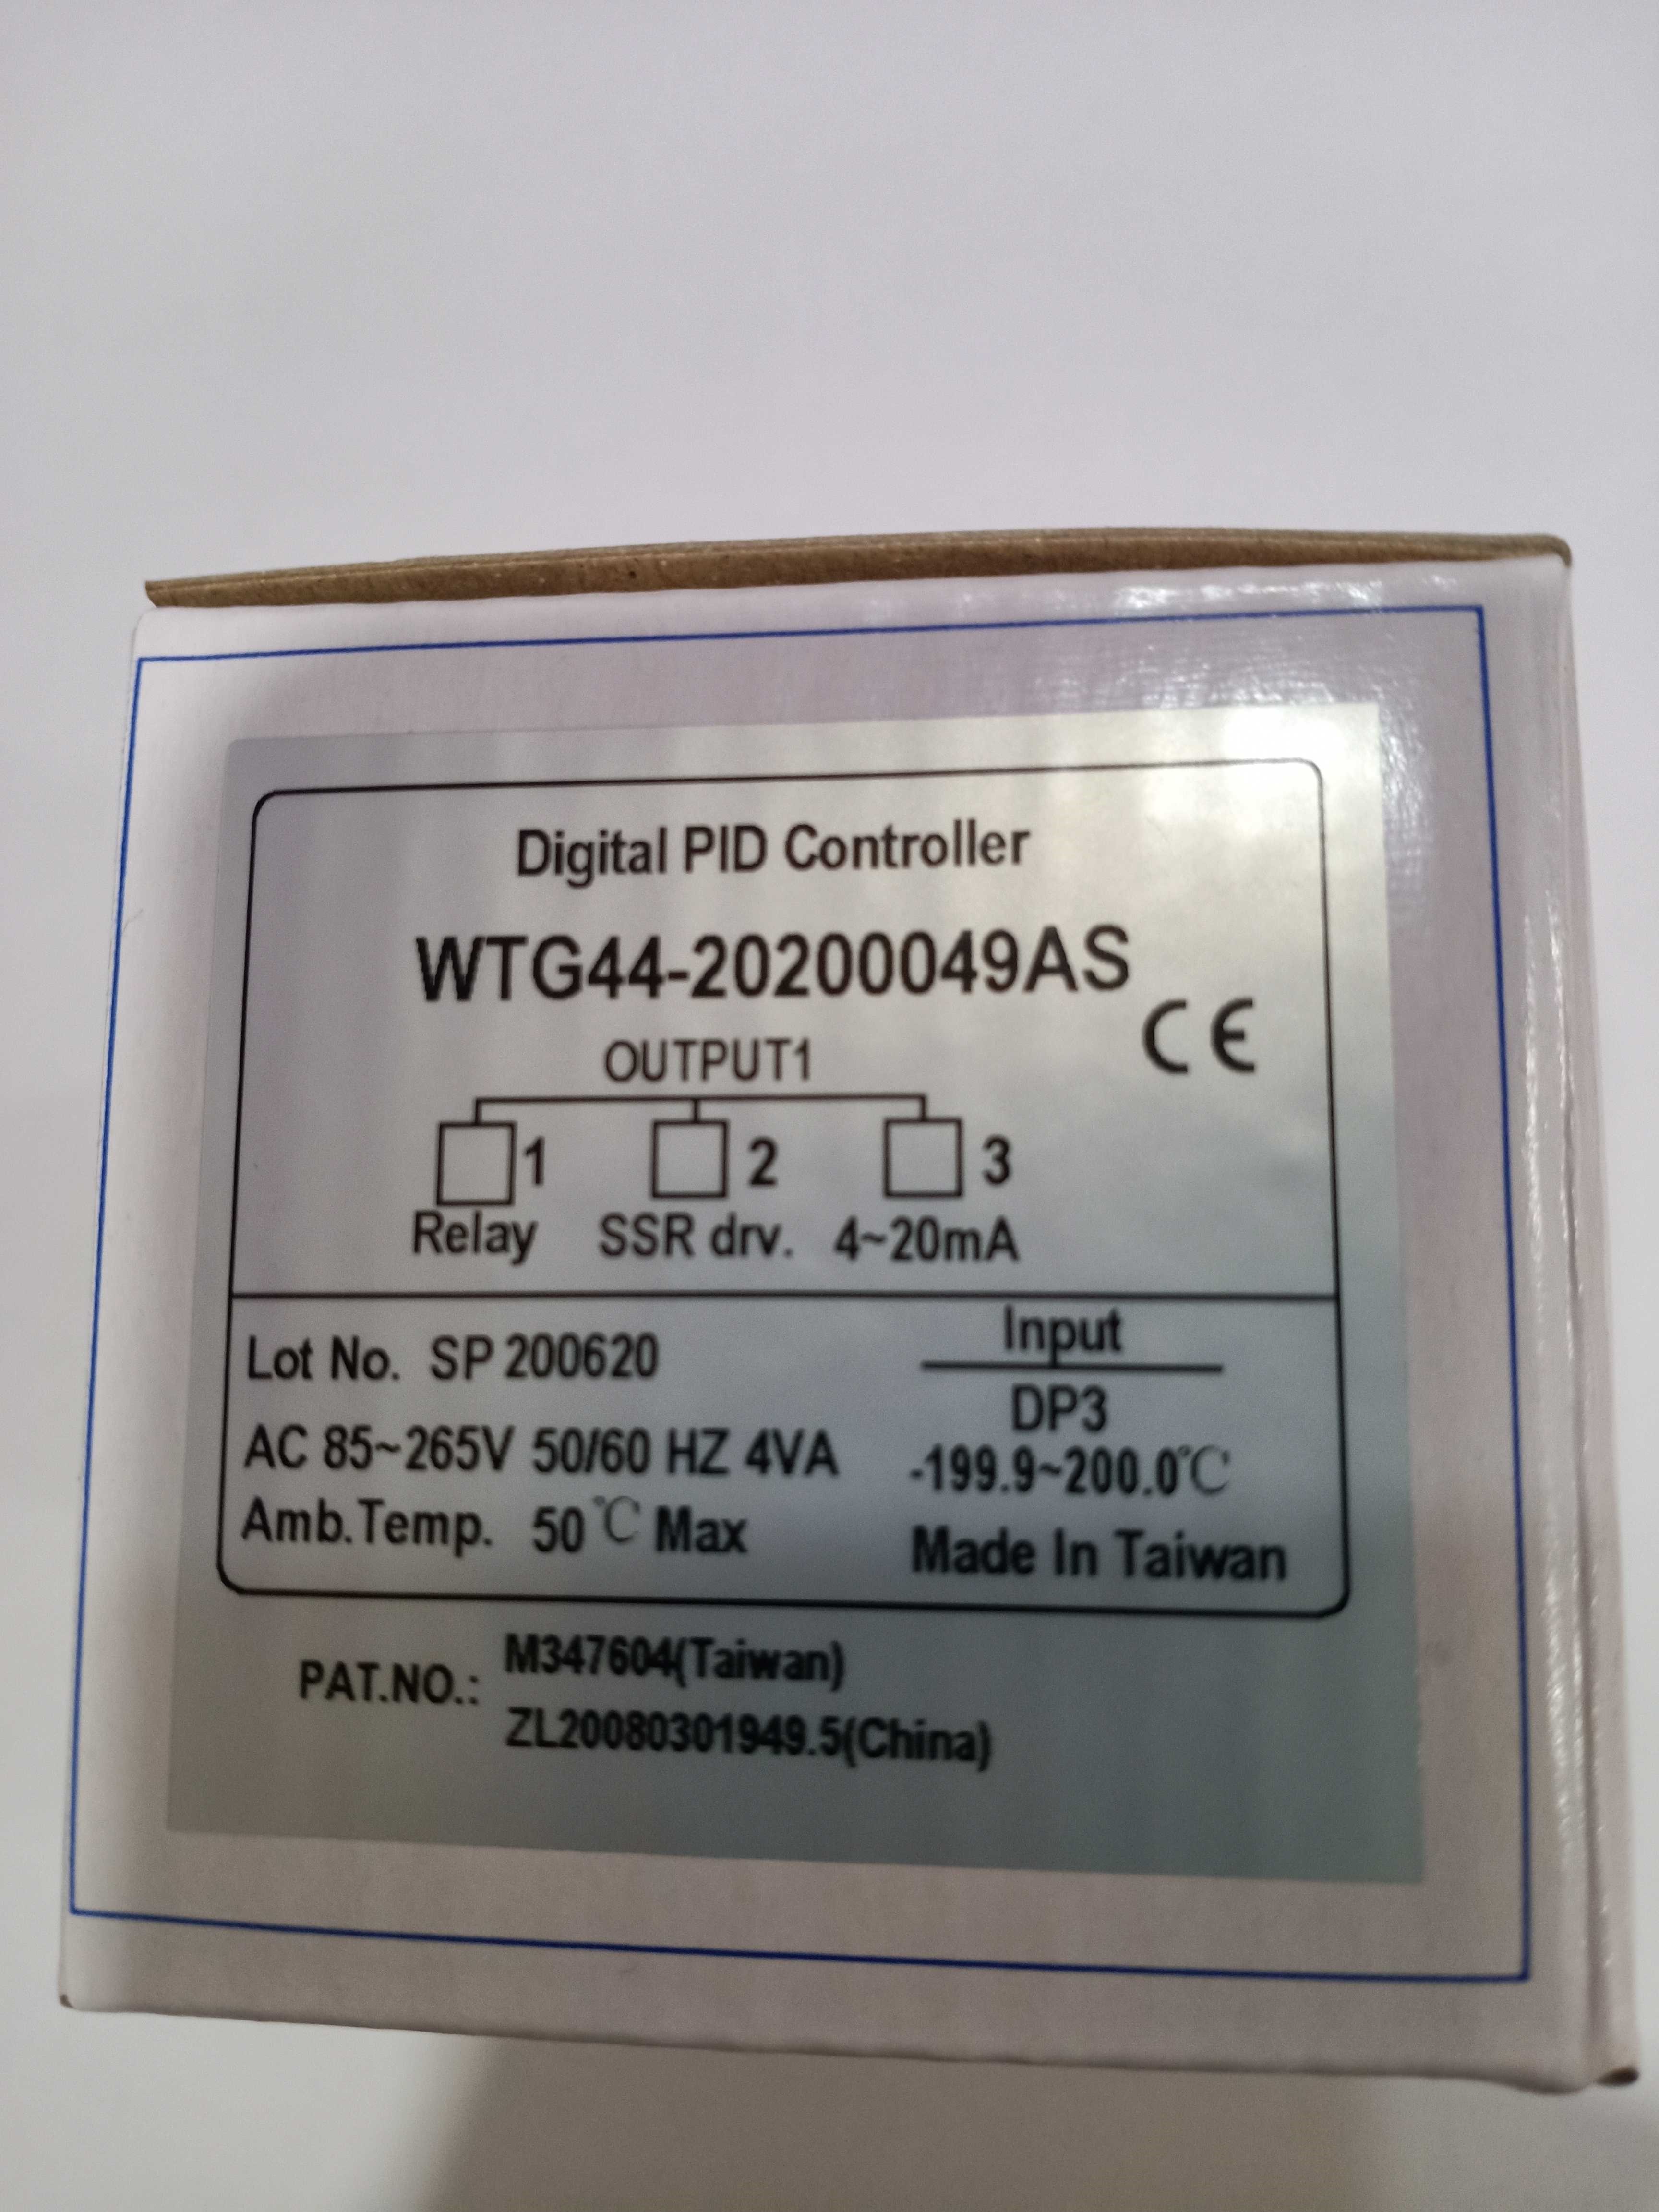 Digital PID Controller
WTG44-20200049AS
CE
OUTPUT1
1 2 3
Relay SSR drv. 4~20mA
Lot No. SP 200620
Input
DP3
AC 85~265V 50/60 HZ 4VA
-199.9~200.0℃
Amb.Temp. 50℃ Max
Made In Taiwan
PAT.NO.: M347604(Taiwan)
ZL20080301949.5(China)